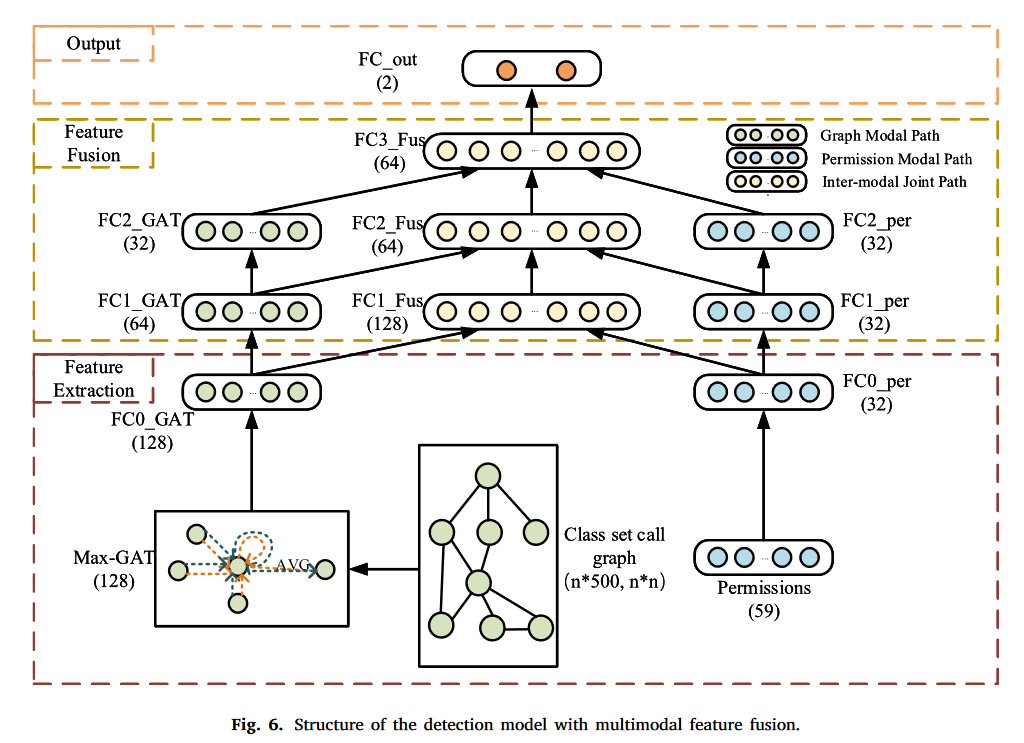 Output
FC_out
(2)
Feature
Fusion
FC3_Fus
(64)
Graph Modal Path
Permission Modal Path
Inter-modal Joint Path
FC2_GAT
(32)
FC2_Fus
(64)
FC2_per
(32)
FC1_GAT
(64)
FC1_Fus
(128)
FC1_per
(32)
Feature
Extraction
FC0_GAT
(128)
FC0_per
(32)
Max-GAT
(128)
AVG
Class set call
graph
(n*500, n*n)
Permissions
(59)
Fig. 6. Structure of the detection model with multimodal feature fusion.